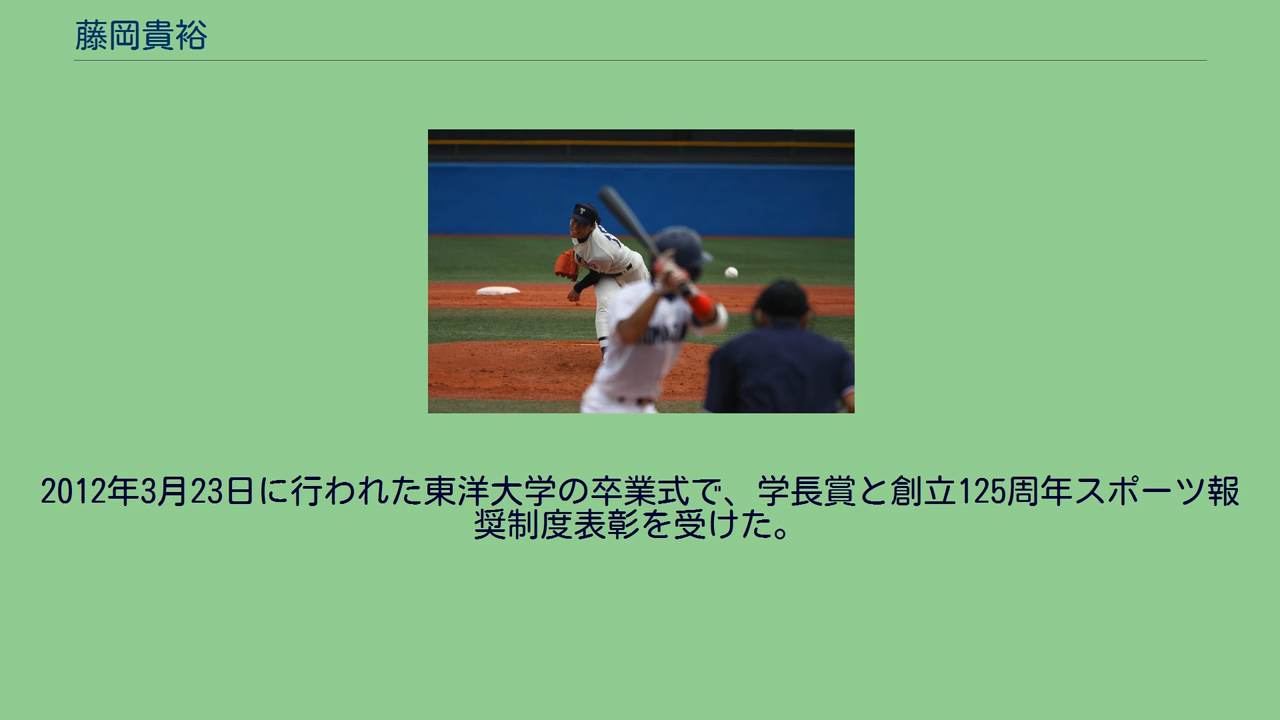 藤岡貴裕
2012年3月23日に行われた東洋大学の卒業式で、学長賞と創立125周年スポーツ報
奨制度表彰を受けた。